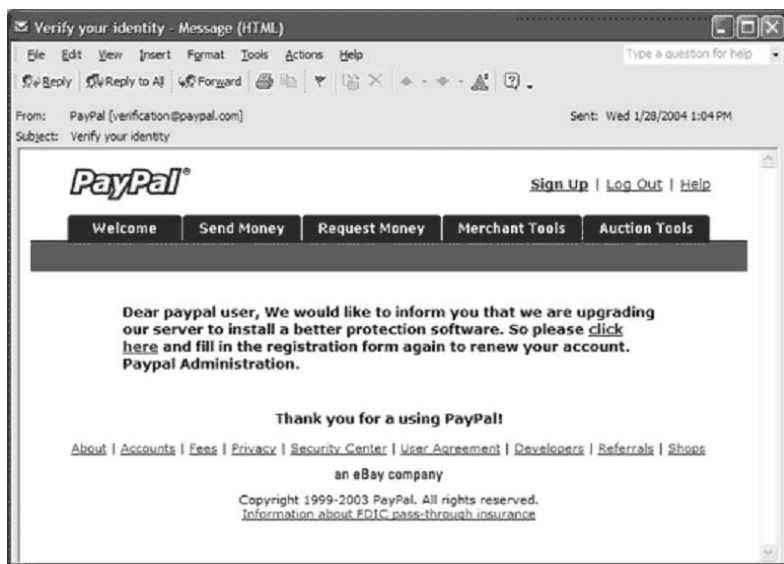 Verify your identity - Message (HTML)
File Edit View Insert Format Tools Actions Help Type a question for help
Reply Reply to All Forward
From: PayPal [verification@paypal.com] Sent: Wed 1/28/2004 1:04 PM
Subject: Verify your identity
PayPal®
Sign Up | Log Out | Help
Welcome Send Money Request Money Merchant Tools Auction Tools
Dear paypal user, We would like to inform you that we are upgrading
our server to install a better protection software. So please click
here and fill in the registration form again to renew your account.
Paypal Administration.
Thank you for a using PayPal!
About | Accounts | Fees | Privacy | Security Center | User Agreement | Developers | Referrals | Shops
an eBay company
Copyright 1999-2003 PayPal. All rights reserved.
Information about FDIC pass-through insurance